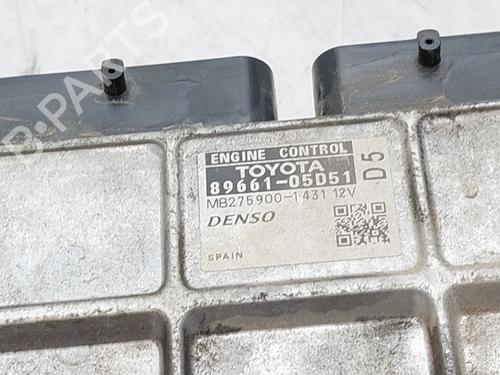 B-PARTS
ENGINE CONTROL
TOYOTA
89661-05D51
D5
MB275900-1431 12V
DENSO
SPAIN